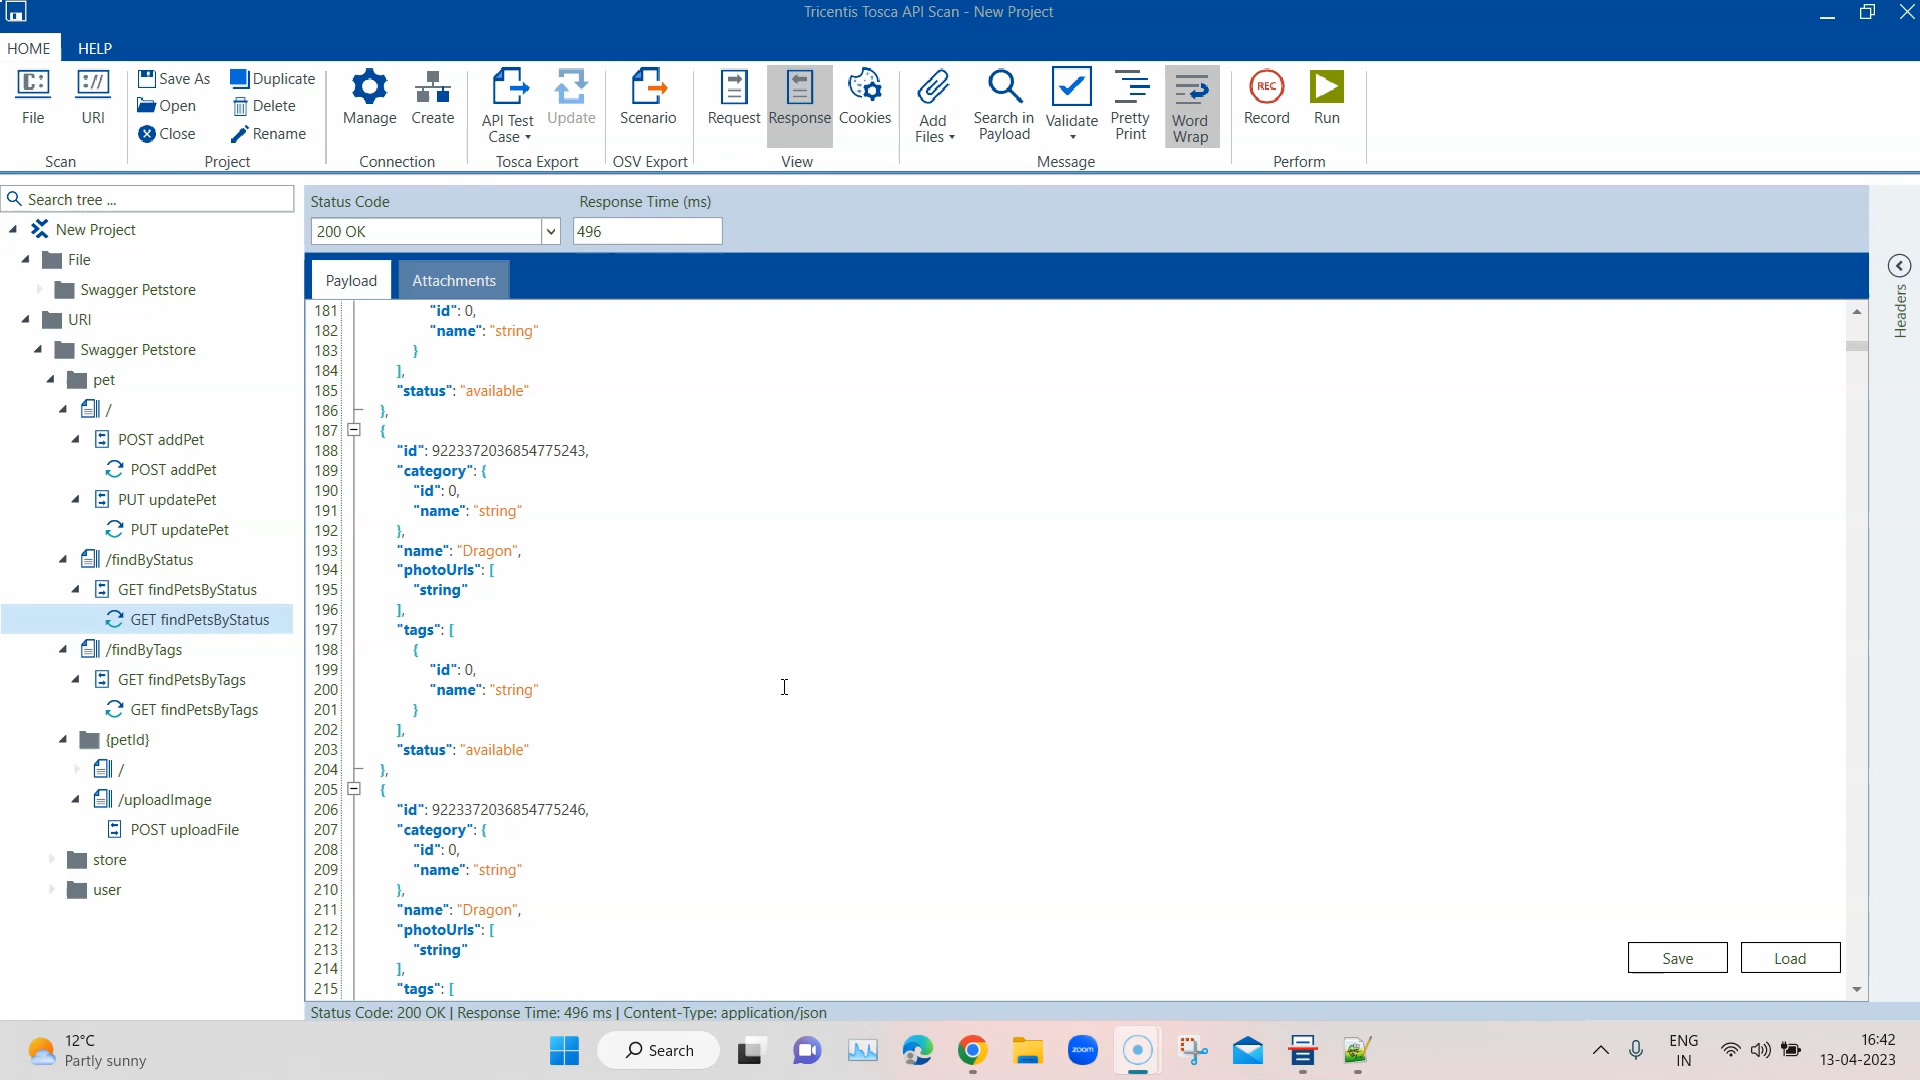 Tricentis Tosca API Scan - New Project
HOME HELP
File
URI
Scan
Save As
Open
Close
Duplicate
Delete
Rename
Project
Manage
Create
Connection
API Test
Case
Update
Tosca Export
Scenario
OSV Export
Request
Response
Cookies
View
Add
Files
Search in
Payload
Validate
Pretty
Print
Word
Wrap
Message
REC
Record
Run
Perform
Search tree ...
New Project
File
Swagger Petstore
URI
Swagger Petstore
pet
/
POST addPet
POST addPet
PUT updatePet
PUT updatePet
/findByStatus
GET findPetsByStatus
GET findPetsByStatus
/findByTags
GET findPetsByTags
GET findPetsByTags
{petId}
/
/uploadImage
POST uploadFile
store
user
Status Code
200 OK
Response Time (ms)
496
Payload
Attachments
181 "id": 0,
182 "name": "string"
183 }
184 ],
185 "status": "available"
186 },
187 {
188 "id": 9223372036854775243,
189 "category": {
190 "id": 0,
191 "name": "string"
192 },
193 "name": "Dragon",
194 "photoUrls": [
195 "string"
196 ],
197 "tags": [
198 {
199 "id": 0,
200 "name": "string"
201 }
202 ],
203 "status": "available"
204 },
205 {
206 "id": 9223372036854775246,
207 "category": {
208 "id": 0,
209 "name": "string"
210 },
211 "name": "Dragon",
212 "photoUrls": [
213 "string"
214 ],
215 "tags": [
Save
Load
Headers
Status Code: 200 OK | Response Time: 496 ms | Content-Type: application/json
12°C
Partly sunny
Search
zoom
ENG
IN
16:42
13-04-2023